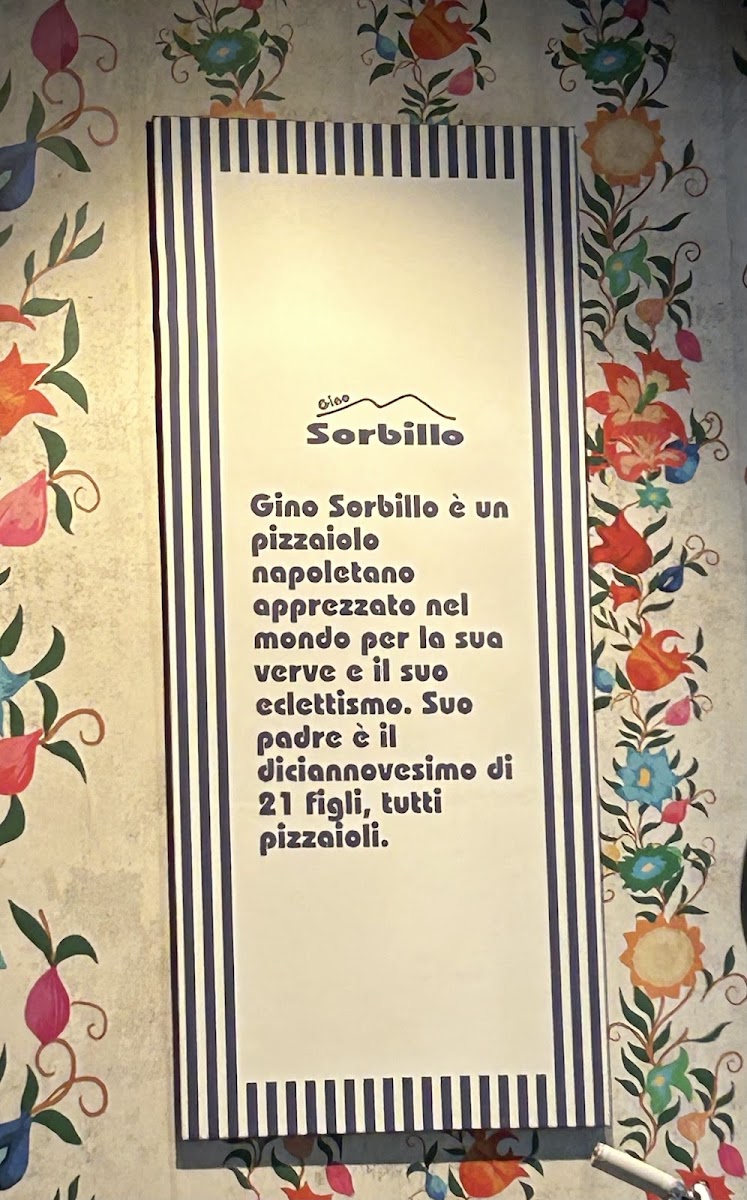 Gino
Sorbillo
Gino Sorbillo è un
pizzaiolo
napoletano
apprezzato nel
mondo per la sua
verve e il suo
eclettismo. Suo
padre è il
diciannovesimo di
21 figli, tutti
pizzaioli.